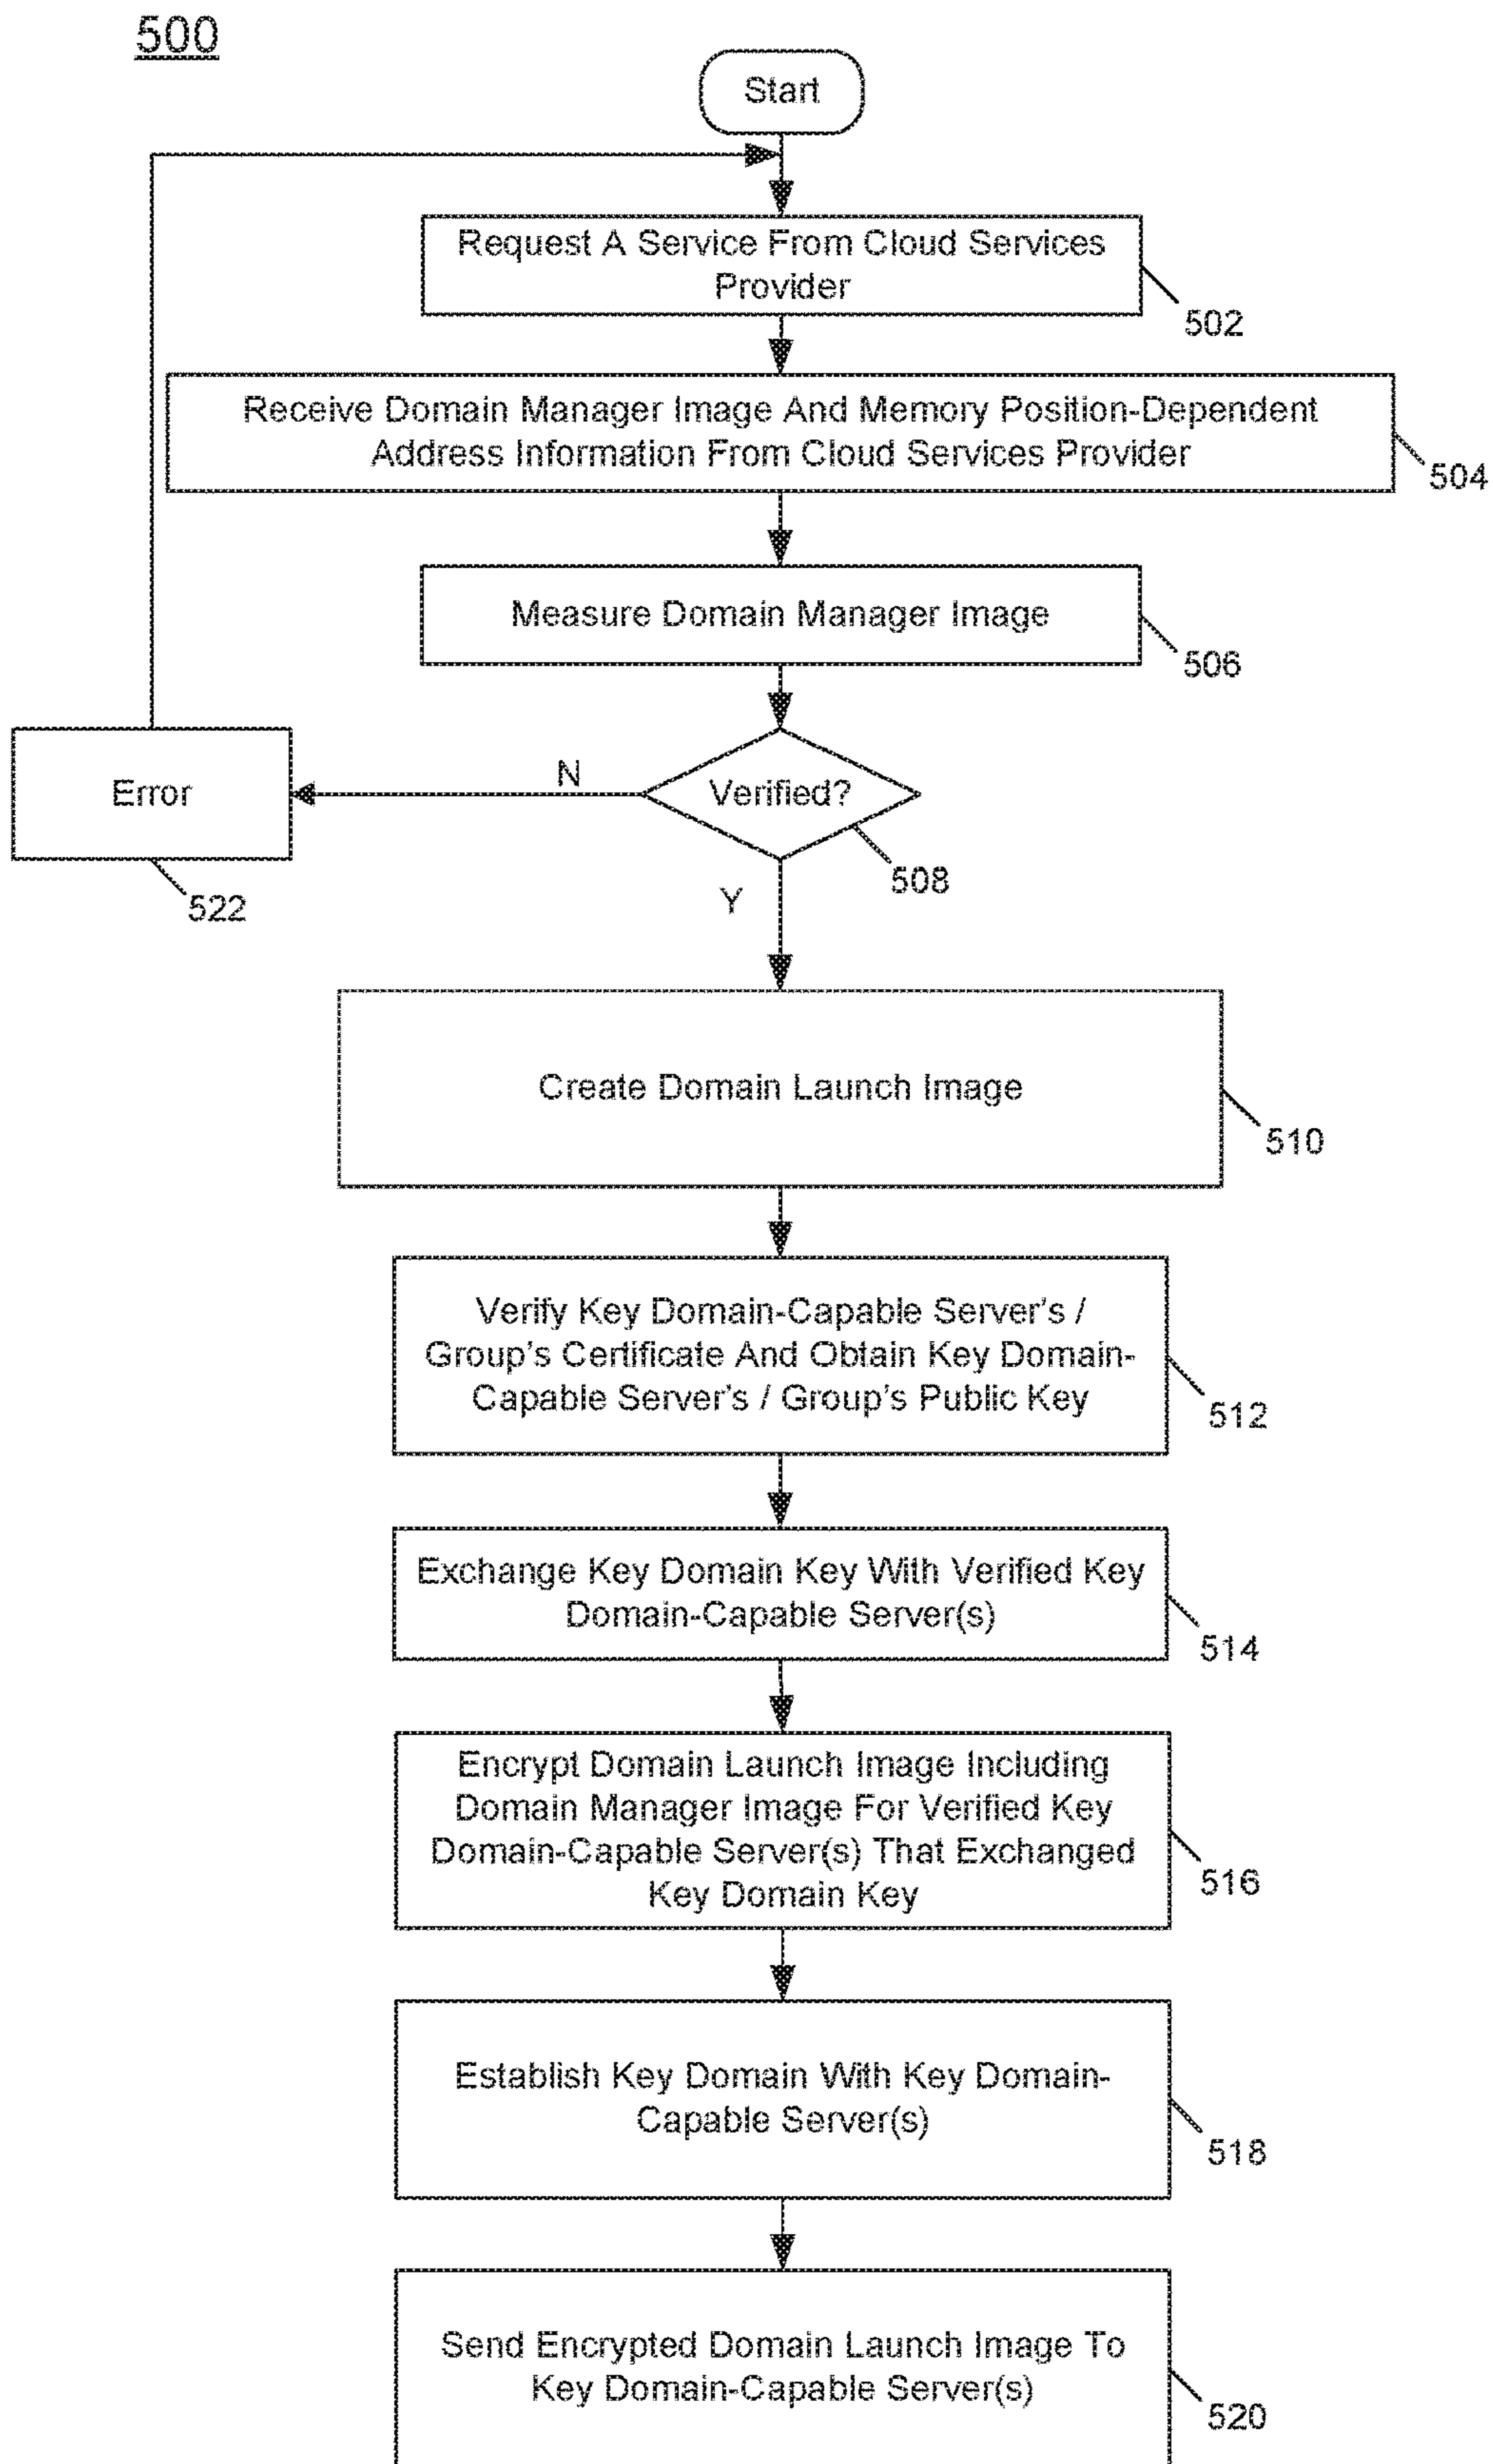 500
Start
Request A Service From Cloud Services
Provider
502
Receive Domain Manager Image And Memory Position-Dependent
Address Information From Cloud Services Provider
504
Measure Domain Manager Image
506
Error
N
Verified?
522
Y
508
Create Domain Launch Image
510
Verify Key Domain-Capable Server's /
Group's Certificate And Obtain Key Domain-
Capable Server's / Group's Public Key
512
Exchange Key Domain Key With Verified Key
Domain-Capable Server(s)
514
Encrypt Domain Launch Image Including
Domain Manager Image For Verified Key
Domain-Capable Server(s) That Exchanged
Key Domain Key
516
Establish Key Domain With Key Domain-
Capable Server(s)
518
Send Encrypted Domain Launch Image To
Key Domain-Capable Server(s)
520